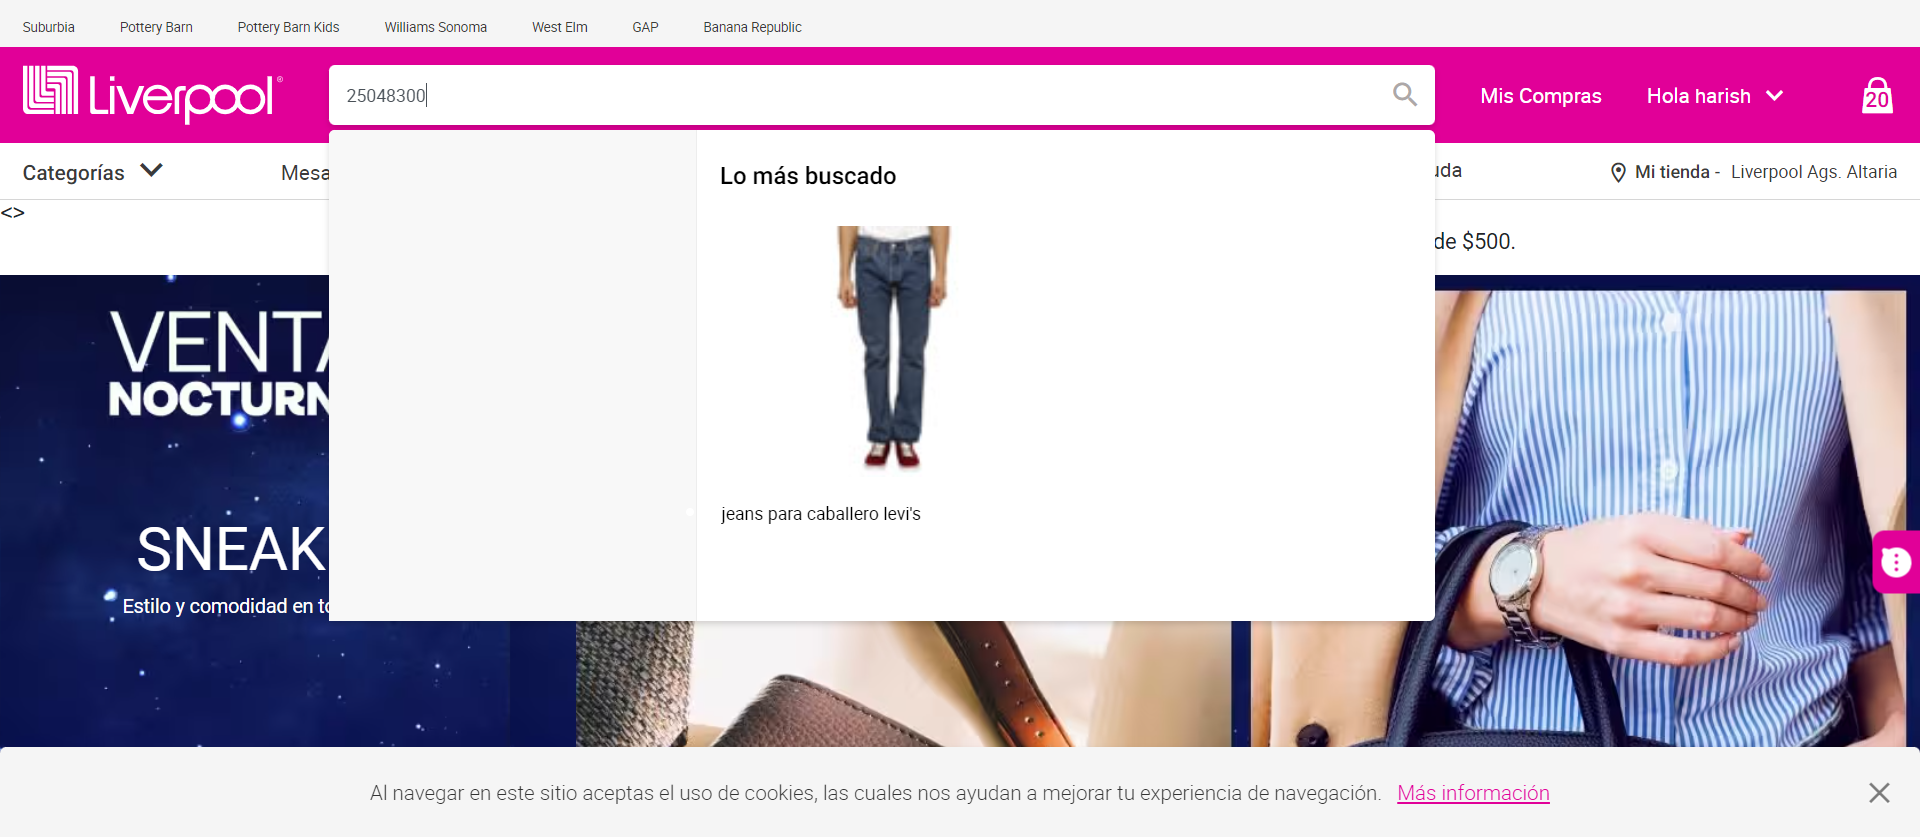 Suburbia Pottery Barn Pottery Barn Kids Williams Sonoma West Elm GAP Banana Republic
Liverpool® 25048300 Mis Compras Hola harish 20
Categorías Mesa uda Mi tienda - Liverpool Ags. Altaria
<>
Lo más buscado
de $500.
VENTA
NOCTURN
jeans para caballero levi's
SNEAK
Estilo y comodidad en to
Al navegar en este sitio aceptas el uso de cookies, las cuales nos ayudan a mejorar tu experiencia de navegación. Más información